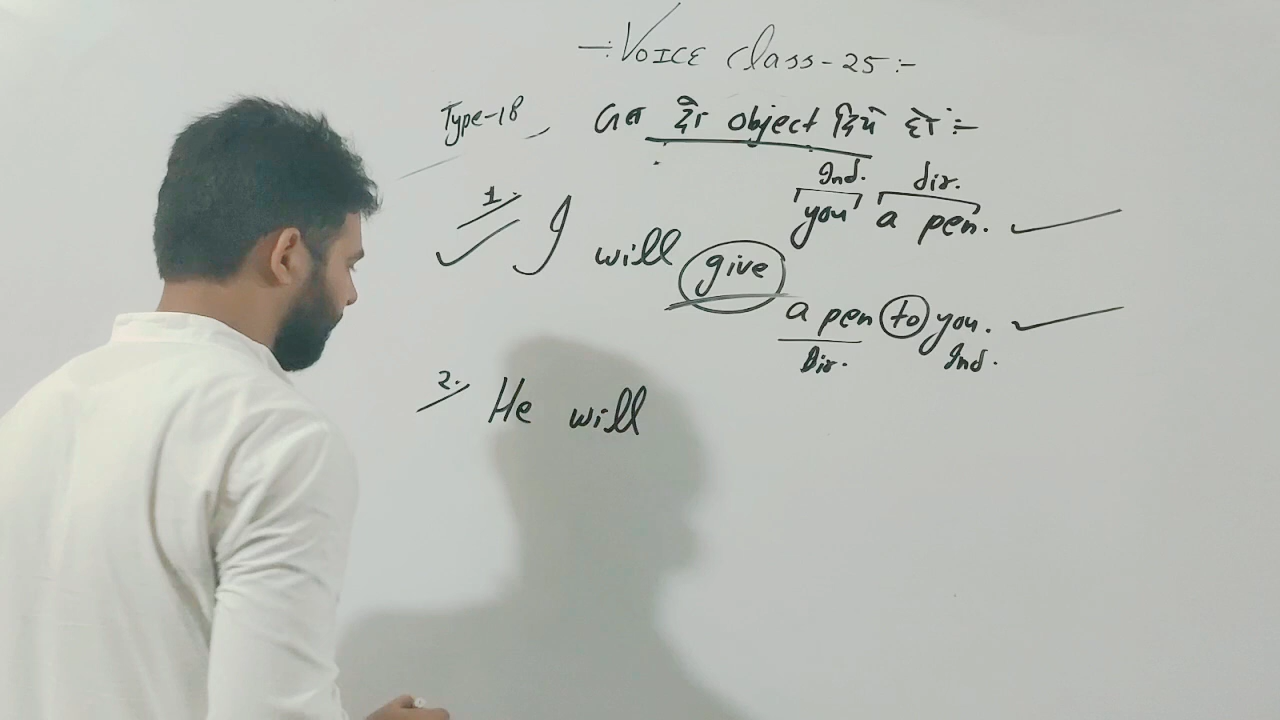 -: VOICE Class-25 :-
Type-18 जब दो object दिये हो :-
Ind. dir.
1. I will give you a pen.
a pen to you.
Dir. Ind.
2. He will